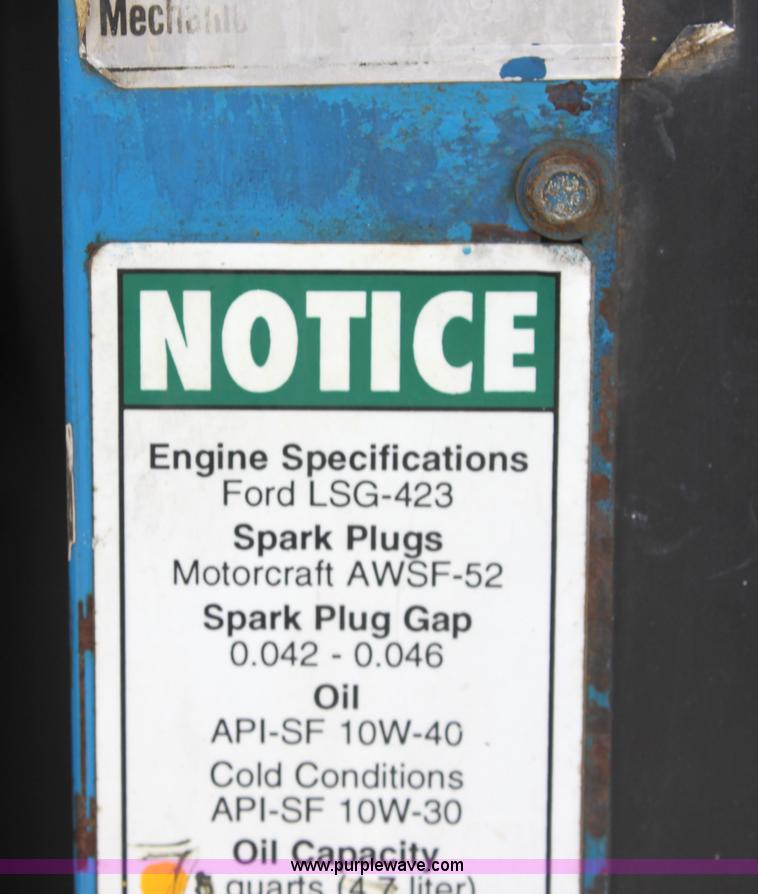 NOTICE
Engine Specifications
Ford LSG-423
Spark Plugs
Motorcraft AWSF-52
Spark Plug Gap
0.042 - 0.046
Oil
API-SF 10W-40
Cold Conditions
API-SF 10W-30
Oil Capacity
www.purplewave.com
quarts (4.7 liter)